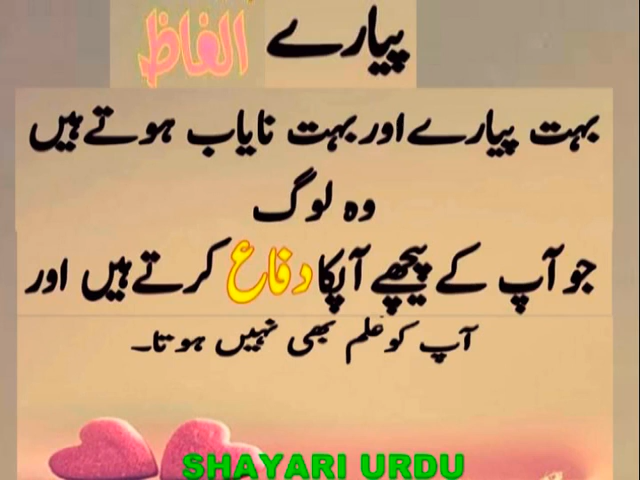 پیارے الفاظ
بہت پیارے اور بہت نایاب ہوتے ہیں
وہ لوگ
جو آپ کے پیچھے آپکا دفاع کرتے ہیں اور
آپ کو علم بھی نہیں ہوتا۔
SHAYARI URDU